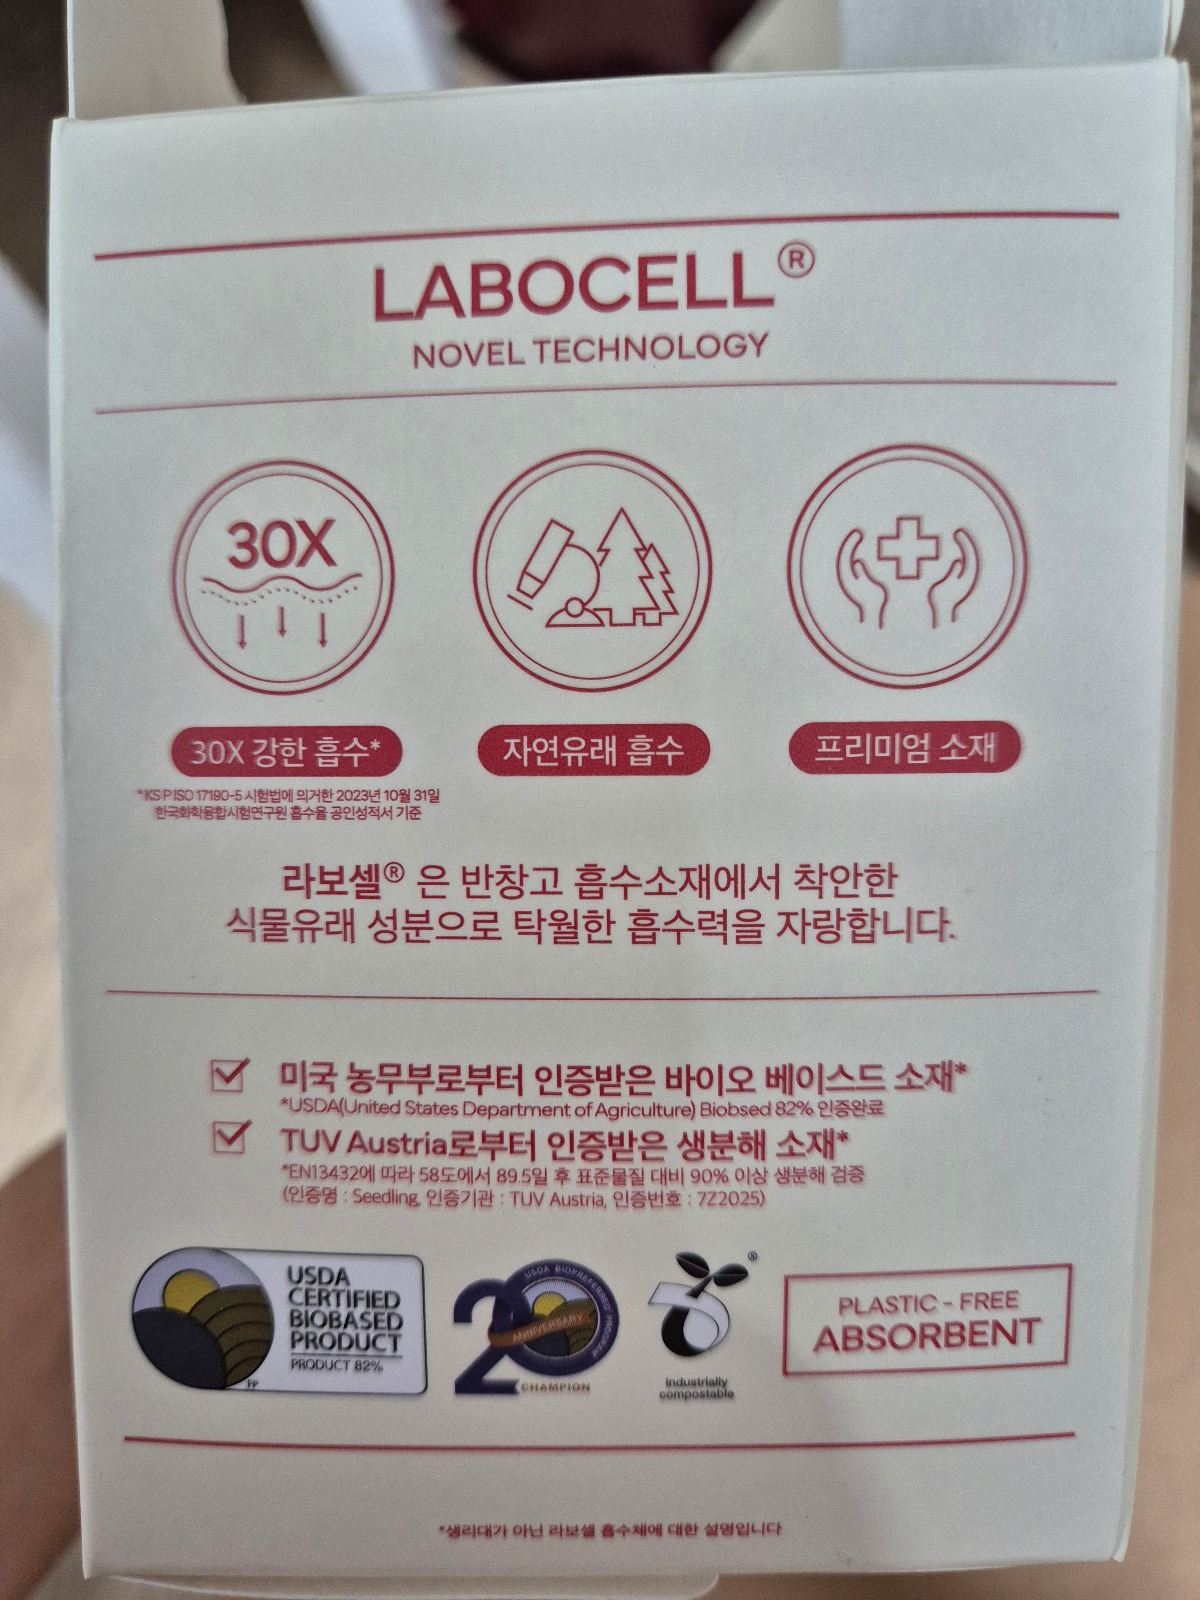 LABOCELL®
NOVEL TECHNOLOGY
30X
30X 강한 흡수*
자연유래 흡수
프리미엄 소재
*KS P ISO 17190-5 시험법에 의거한 2023년 10월 31일
한국화학융합시험연구원 흡수율 공인성적서 기준
라보셀® 은 반창고 흡수소재에서 착안한
식물유래 성분으로 탁월한 흡수력을 자랑합니다.
미국 농무부로부터 인증받은 바이오 베이스드 소재*
*USDA(United States Department of Agriculture) Biobsed 82% 인증완료
TUV Austria로부터 인증받은 생분해 소재*
*EN13432에 따라 58도에서 89.5일 후 표준물질 대비 90% 이상 생분해 검증
(인증명 : Seedling, 인증기관 : TUV Austria, 인증번호 : 7Z2025)
USDA
CERTIFIED
BIOBASED
PRODUCT
PRODUCT 82%
FP
20
USDA BIOPREFERRED PROGRAM
ANNIVERSARY
CHAMPION
®
industrially
compostable
PLASTIC - FREE
ABSORBENT
*생리대가 아닌 라보셀 흡수체에 대한 설명입니다